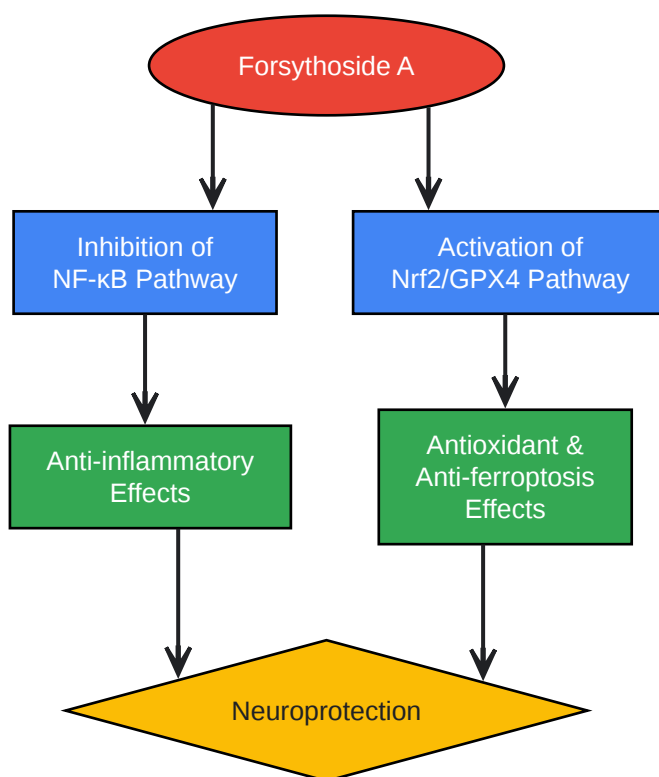 Forsythoside A
Inhibition of
NF-κB Pathway
Activation of
Nrf2/GPX4 Pathway
Anti-inflammatory
Effects
Antioxidant &
Anti-ferroptosis
Effects
Neuroprotection